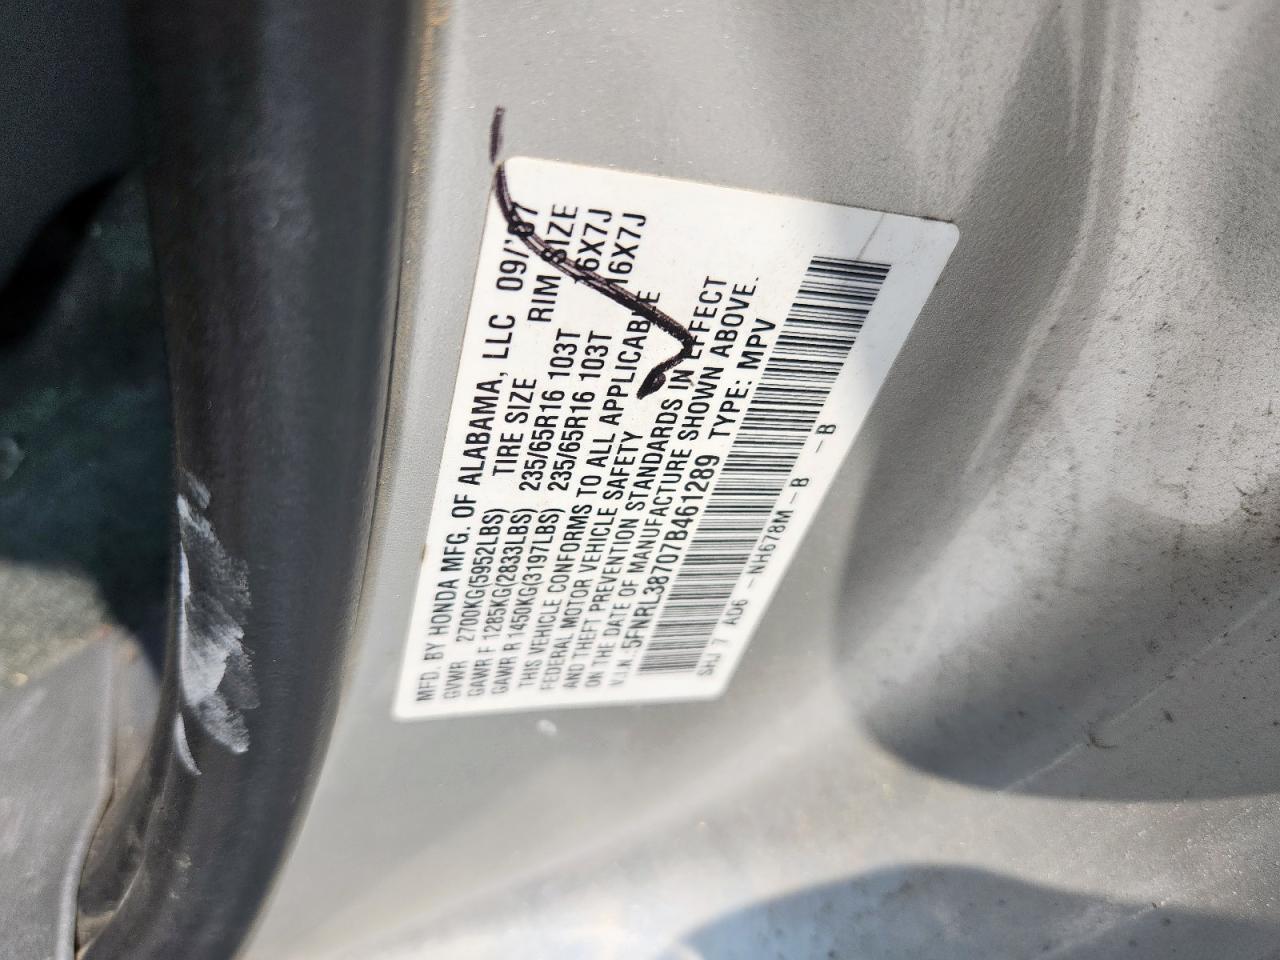 MFD. BY HONDA MFG. OF ALABAMA, LLC 09/'07
GVWR 2700KG(5952LBS) TIRE SIZE RIM SIZE
GAWR F 1285KG(2833LBS) 235/65R16 103T 16X7J
GAWR R 1450KG(3197LBS) 235/65R16 103T 16X7J
THIS VEHICLE CONFORMS TO ALL APPLICABLE
FEDERAL MOTOR VEHICLE SAFETY
AND THEFT PREVENTION STANDARDS IN EFFECT
ON THE DATE OF MANUFACTURE SHOWN ABOVE.
V.I.N.:5FNRL38707B461289 TYPE: MPV
SHJ 7 AD6 - NH678M - B - B